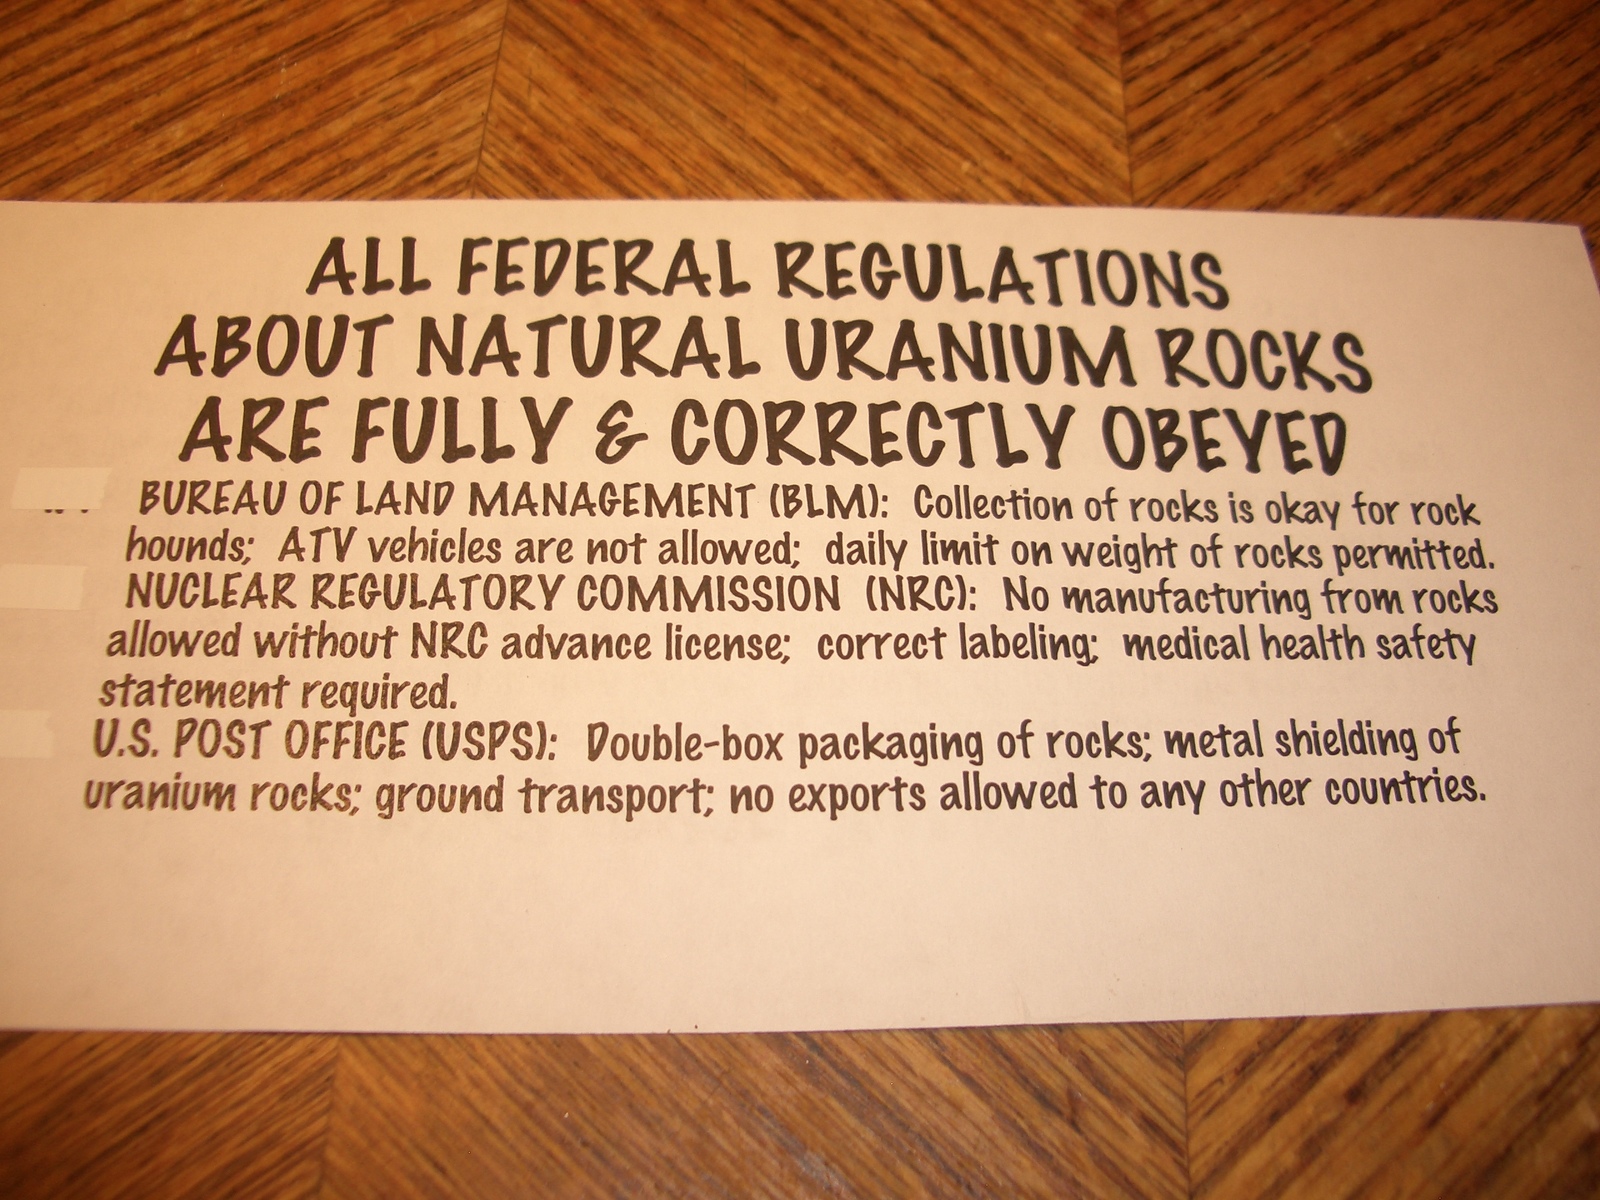 ALL FEDERAL REGULATIONS
ABOUT NATURAL URANIUM ROCKS
ARE FULLY & CORRECTLY OBEYED
BUREAU OF LAND MANAGEMENT (BLM): Collection of rocks is okay for rock
hounds; ATV vehicles are not allowed; daily limit on weight of rocks permitted.
NUCLEAR REGULATORY COMMISSION (NRC): No manufacturing from rocks
allowed without NRC advance license; correct labeling; medical health safety
statement required.
U.S. POST OFFICE (USPS): Double-box packaging of rocks; metal shielding of
uranium rocks; ground transport; no exports allowed to any other countries.